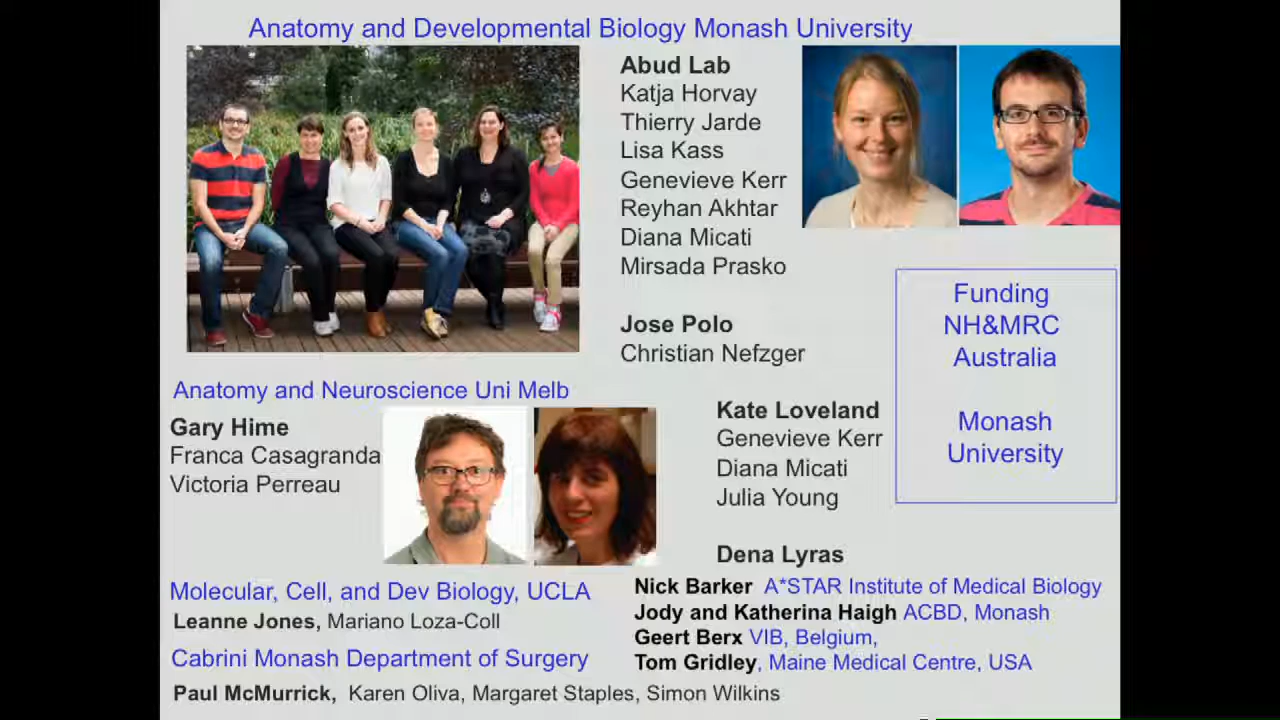 Anatomy and Developmental Biology Monash University
Abud Lab
Katja Horvay
Thierry Jarde
Lisa Kass
Genevieve Kerr
Reyhan Akhtar
Diana Micati
Mirsada Prasko
Jose Polo
Christian Nefzger
Funding
NH&MRC
Australia
Monash
University
Anatomy and Neuroscience Uni Melb
Gary Hime
Franca Casagranda
Victoria Perreau
Kate Loveland
Genevieve Kerr
Diana Micati
Julia Young
Dena Lyras
Nick Barker A*STAR Institute of Medical Biology
Jody and Katherina Haigh ACBD, Monash
Geert Berx VIB, Belgium,
Tom Gridley, Maine Medical Centre, USA
Molecular, Cell, and Dev Biology, UCLA
Leanne Jones, Mariano Loza-Coll
Cabrini Monash Department of Surgery
Paul McMurrick, Karen Oliva, Margaret Staples, Simon Wilkins